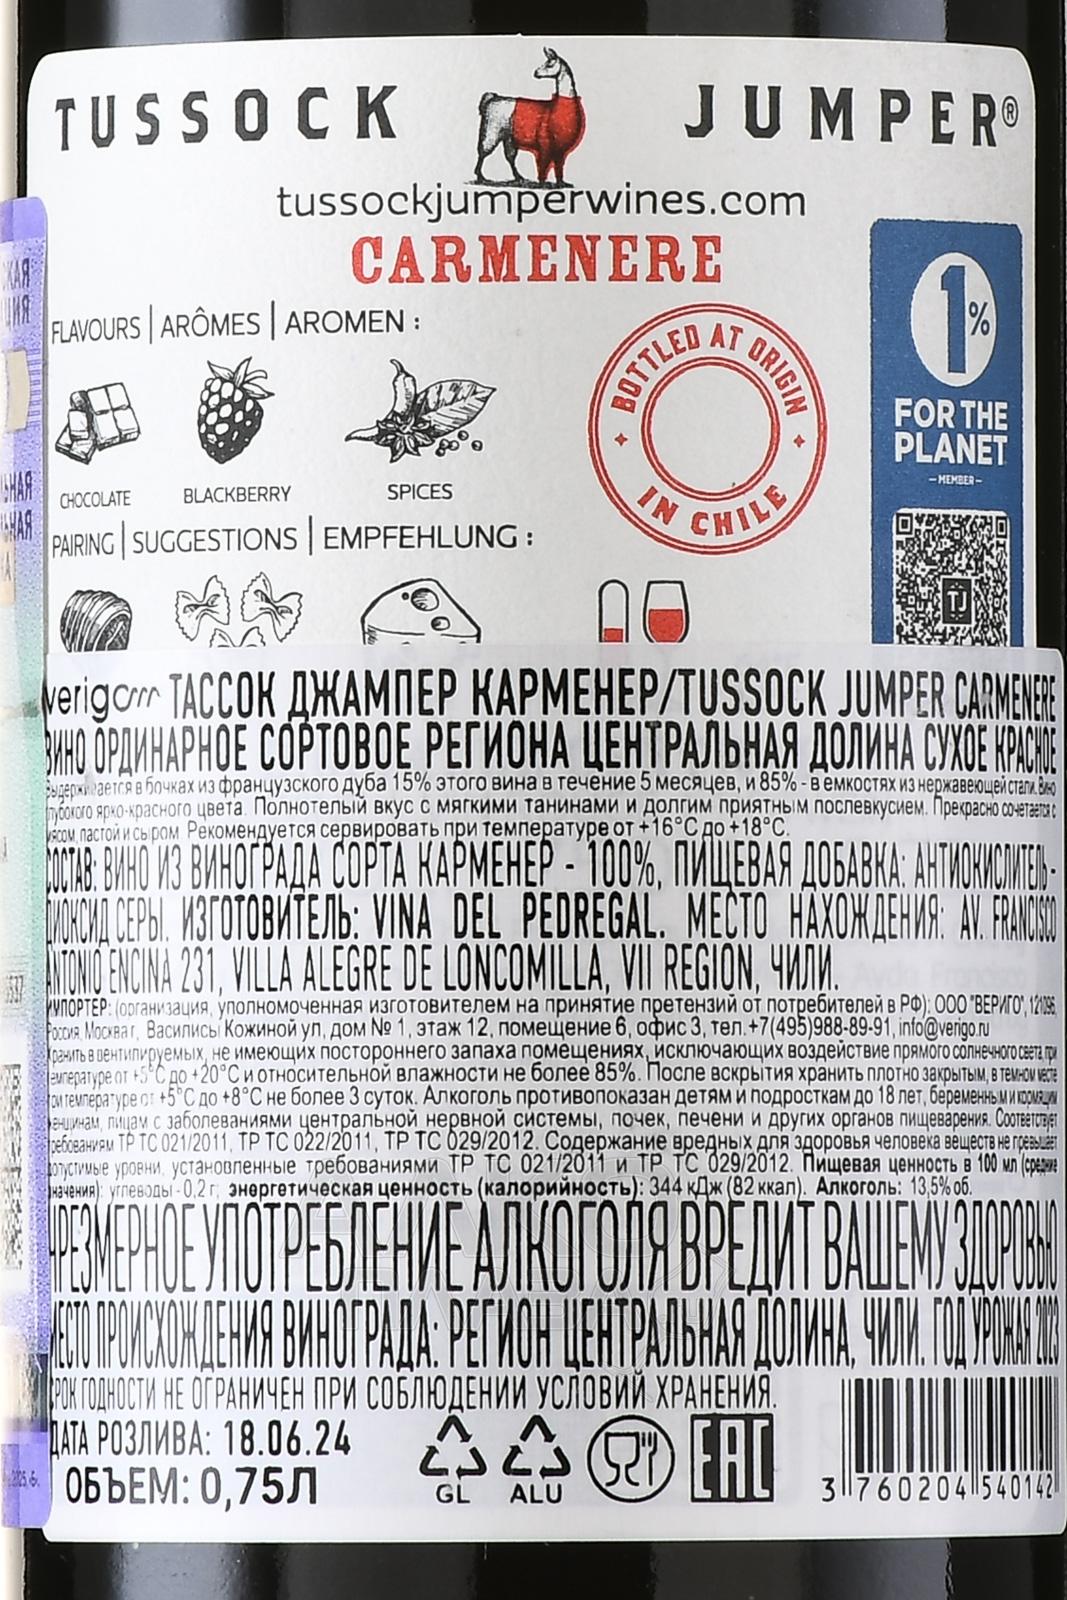 TUSSOCK JUMPER®
tussockjumperwines.com
CARMENERE
FLAVOURS | ARÔMES | AROMEN :
CHOCOLATE BLACKBERRY SPICES
BOTTLED AT ORIGIN
IN CHILE
1%
FOR THE
PLANET
- MEMBER -
TJ
PAIRING | SUGGESTIONS | EMPFEHLUNG :
verigo ТАССОК ДЖАМПЕР КАРМЕНЕР/TUSSOCK JUMPER CARMENERE
ВИНО ОРДИНАРНОЕ СОРТОВОЕ РЕГИОНА ЦЕНТРАЛЬНАЯ ДОЛИНА СУХОЕ КРАСНОЕ
Выдерживается в бочках из французского дуба 15% этого вина в течение 5 месяцев, и 85% - в емкостях из нержавеющей стали. Вино
глубокого ярко-красного цвета. Полнотелый вкус с мягкими танинами и долгим приятным послевкусием. Прекрасно сочетается с
мясом, пастой и сыром. Рекомендуется сервировать при температуре от +16°С до +18°С.
СОСТАВ: ВИНО ИЗ ВИНОГРАДА СОРТА КАРМЕНЕР - 100%, ПИЩЕВАЯ ДОБАВКА: АНТИОКИСЛИТЕЛЬ -
ДИОКСИД СЕРЫ. ИЗГОТОВИТЕЛЬ: VINA DEL PEDREGAL. МЕСТО НАХОЖДЕНИЯ: AV. FRANCISCO
ANTONIO ENCINA 231, VILLA ALEGRE DE LONCOMILLA, VII REGION, ЧИЛИ.
ИМПОРТЕР: (организация, уполномоченная изготовителем на принятие претензий от потребителей в РФ): ООО "ВЕРИГО", 121096,
Россия, Москва г, Василисы Кожиной ул, дом № 1, этаж 12, помещение 6, офис 3, тел.+7(495)988-89-91, info@verigo.ru
Хранить в вентилируемых, не имеющих постороннего запаха помещениях, исключающих воздействие прямого солнечного света, при
температуре от +5°С до +20°С и относительной влажности не более 85%. После вскрытия хранить плотно закрытым, в темном месте
при температуре от +5°С до +8°С не более 3 суток. Алкоголь противопоказан детям и подросткам до 18 лет, беременным и кормящим
женщинам, лицам с заболеваниями центральной нервной системы, почек, печени и других органов пищеварения. Соответствует
требованиям ТР ТС 021/2011, ТР ТС 022/2011, ТР ТС 029/2012. Содержание вредных для здоровья человека веществ не превышает
допустимые уровни, установленные требованиями ТР ТС 021/2011 и ТР ТС 029/2012. Пищевая ценность в 100 мл (средние
значения): углеводы - 0,2 г; энергетическая ценность (калорийность): 344 кДж (82 ккал). Алкоголь: 13,5% об.
ЧРЕЗМЕРНОЕ УПОТРЕБЛЕНИЕ АЛКОГОЛЯ ВРЕДИТ ВАШЕМУ ЗДОРОВЬЮ
МЕСТО ПРОИСХОЖДЕНИЯ ВИНОГРАДА: РЕГИОН ЦЕНТРАЛЬНАЯ ДОЛИНА, ЧИЛИ. ГОД УРОЖАЯ 2023
СРОК ГОДНОСТИ НЕ ОГРАНИЧЕН ПРИ СОБЛЮДЕНИИ УСЛОВИЙ ХРАНЕНИЯ.
ДАТА РОЗЛИВА: 18.06.24
ОБЪЕМ: 0,75Л
GL ALU EAC
3 760204 540142